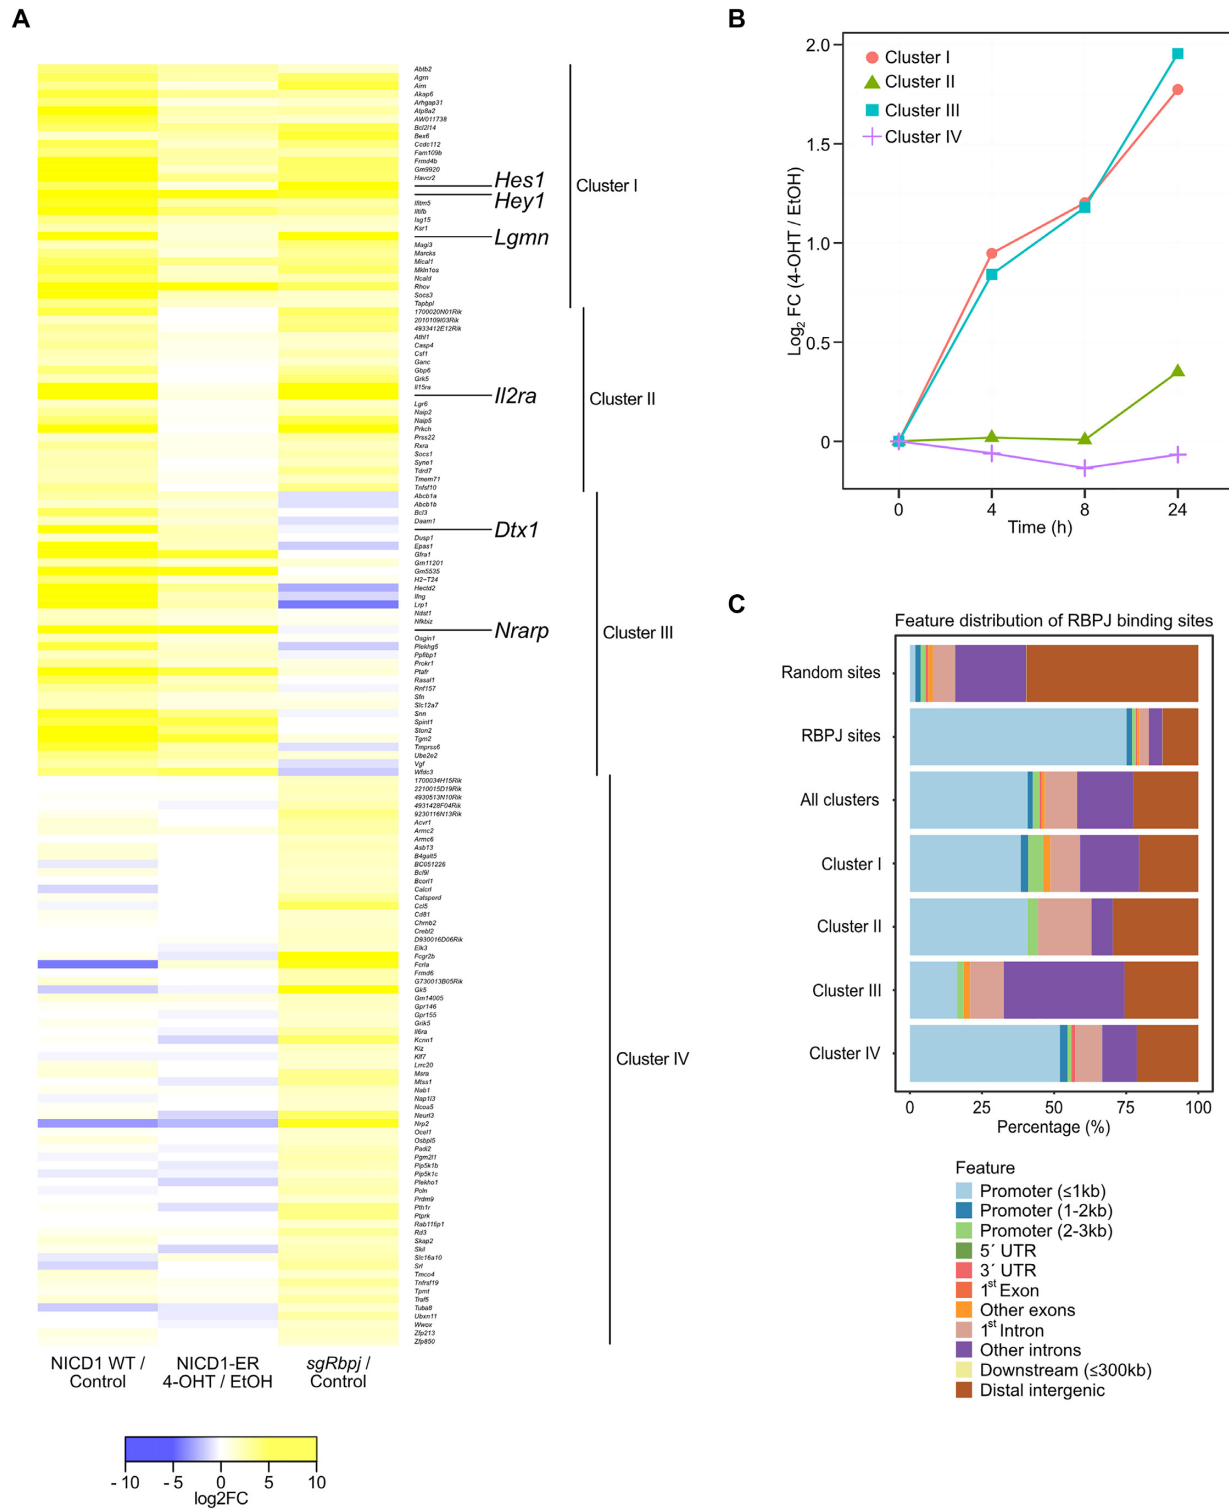 A
Abtb2
Agrn
Airn
Akap6
Arhgap31
Atp8a2
AW011738
Bcl2l14
Bex6
Ccdc112
Fam109b
Frmd4b
Gm9920
Havcr2
Hes1
Hey1
Ifitm5
Iltifb
Isg15
Ksr1
Lgmn
Magi3
Marcks
Mical1
Mkln1os
Ncald
Rhov
Socs3
Tapbpl
Cluster I
1700020N01Rik
2010109I03Rik
4933412E12Rik
Athl1
Casp4
Csf1
Ganc
Gbp6
Grk5
Il15ra
Il2ra
Lgr6
Naip2
Naip5
Prkch
Prss22
Rxra
Socs1
Syne1
Tdrd7
Tmem71
Tnfsf10
Cluster II
Abcb1a
Abcb1b
Bcl3
Daam1
Dtx1
Dusp1
Epas1
Gfra1
Gm11201
Gm5535
H2-T24
Hectd2
Ifng
Lrp1
Ndst1
Nfkbiz
Nrarp
Osgin1
Plekhg5
Ppfibp1
Prokr1
Ptafr
Rasal1
Rnf157
Sfn
Slc12a7
Snn
Spint1
Ston2
Tgm2
Tmprss6
Ube2e2
Vgf
Wfdc3
Cluster III
1700034H15Rik
2210015D19Rik
4930513N10Rik
4931428F04Rik
9230116N13Rik
Acvr1
Armc2
Armc6
Asb13
B4galt5
BC051226
Bcl9l
Bcorl1
Calcrl
Catsperd
Ccl5
Cd81
Chrnb2
Crebl2
D930016D06Rik
Elk3
Fcgr2b
Fcrla
Frmd6
G730013B05Rik
Gk5
Gm14005
Gpr146
Gpr155
Grik5
Il6ra
Kcnn1
Kiz
Klf7
Lrrc20
Msra
Mtss1
Nab1
Nap1l3
Ncoa5
Neurl3
Nrp2
Ocel1
Osbpl5
Padi2
Pgm2l1
Pip5k1b
Pip5k1c
Plekho1
Poln
Prdm9
Pth1r
Ptprk
Rab11fip1
Rd3
Skap2
Skil
Slc16a10
Srl
Tmco4
Tnfrsf19
Tpmt
Traf5
Tuba8
Ubxn11
Wwox
Zfp213
Zfp850
Cluster IV
NICD1 WT / Control
NICD1-ER 4-OHT / EtOH
sgRbpj / Control
- 10 - 5 0 5 10
log2FC
B
2.0
1.5
1.0
0.5
0
Log2 FC (4-OHT / EtOH)
Cluster I
Cluster II
Cluster III
Cluster IV
0 4 8 24
Time (h)
C
Feature distribution of RBPJ binding sites
Random sites
RBPJ sites
All clusters
Cluster I
Cluster II
Cluster III
Cluster IV
0 25 50 75 100
Percentage (%)
Feature
Promoter (≤1kb)
Promoter (1-2kb)
Promoter (2-3kb)
5´ UTR
3´ UTR
1st Exon
Other exons
1st Intron
Other introns
Downstream (≤300kb)
Distal intergenic